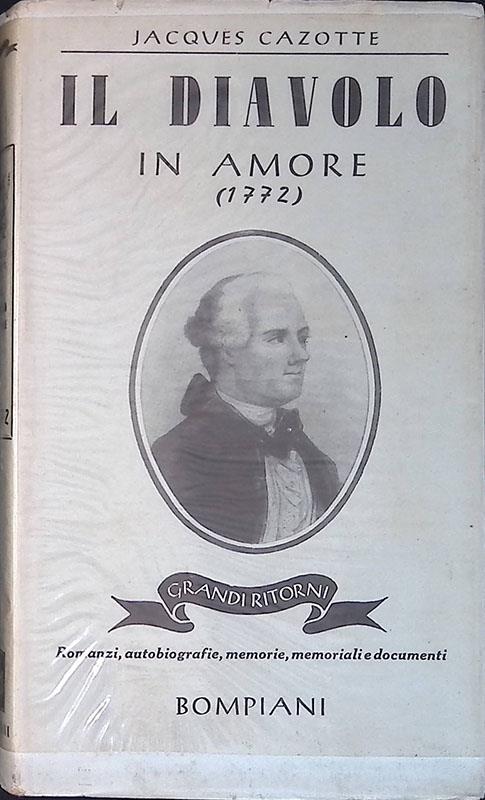 JACQUES CAZOTTE
IL DIAVOLO
IN AMORE
(1772)
GRANDI RITORNI
Romanzi, autobiografie, memorie, memoriali e documenti
BOMPIANI